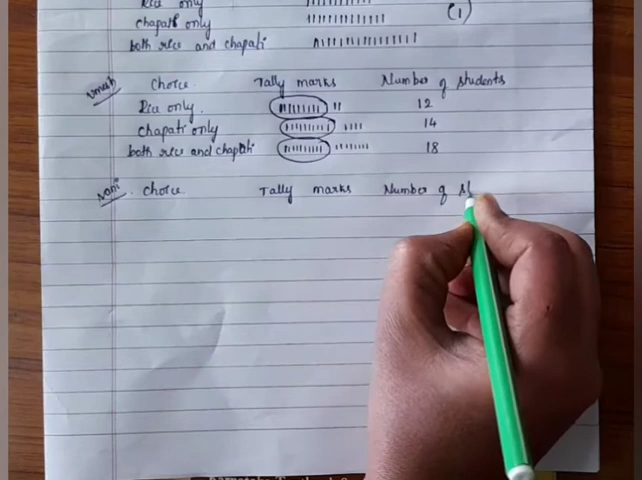 only
chapati only (1)
both rice and chapati
Umesh Choice Tally marks Number of students
Rice only. |||||||||| || 12
chapati only |||||||||| |||| 14
both rice and chapati |||||||||| |||||||| 18
Choice Tally marks Number of